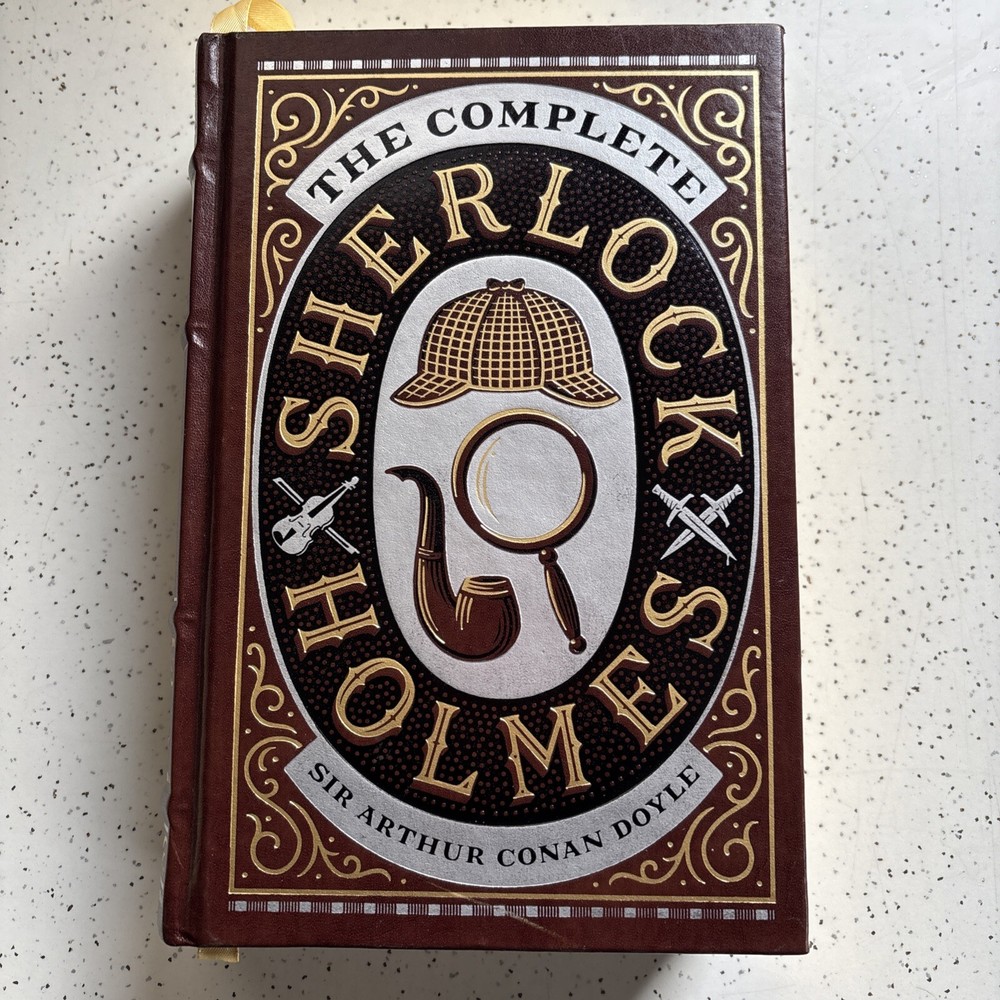 THE COMPLETE
SHERLOCK
HOLMES
SIR ARTHUR CONAN DOYLE